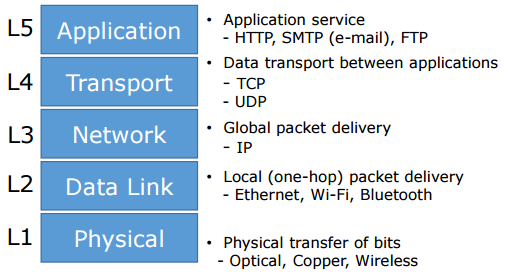 L5 Application
• Application service
- HTTP, SMTP (e-mail), FTP
L4 Transport
• Data transport between applications
- TCP
- UDP
L3 Network
• Global packet delivery
- IP
L2 Data Link
• Local (one-hop) packet delivery
- Ethernet, Wi-Fi, Bluetooth
L1 Physical
• Physical transfer of bits
- Optical, Copper, Wireless